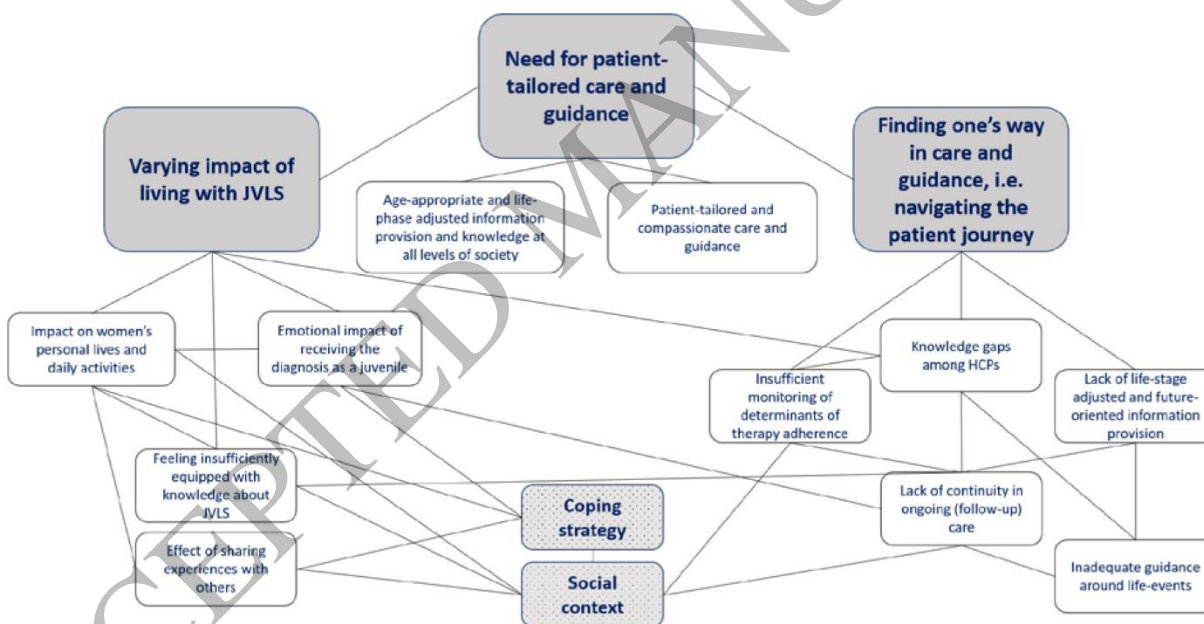 Need for patient-
tailored care and
guidance
Varying impact of
living with JVLS
Finding one's way
in care and
guidance, i.e.
navigating the
patient journey
Age-appropriate and life-
phase adjusted information
provision and knowledge at
all levels of society
Patient-tailored and
compassionate care and
guidance
Impact on women's
personal lives and
daily activities
Emotional impact of
receiving the
diagnosis as a juvenile
Knowledge gaps
among HCPs
Insufficient
monitoring of
determinants of
therapy adherence
Lack of life-stage
adjusted and future-
oriented information
provision
Feeling insufficiently
equipped with
knowledge about
JVLS
Coping
strategy
Lack of continuity in
ongoing (follow-up)
care
Effect of sharing
experiences with
others
Social
context
Inadequate guidance
around life-events
CEPTED MANU